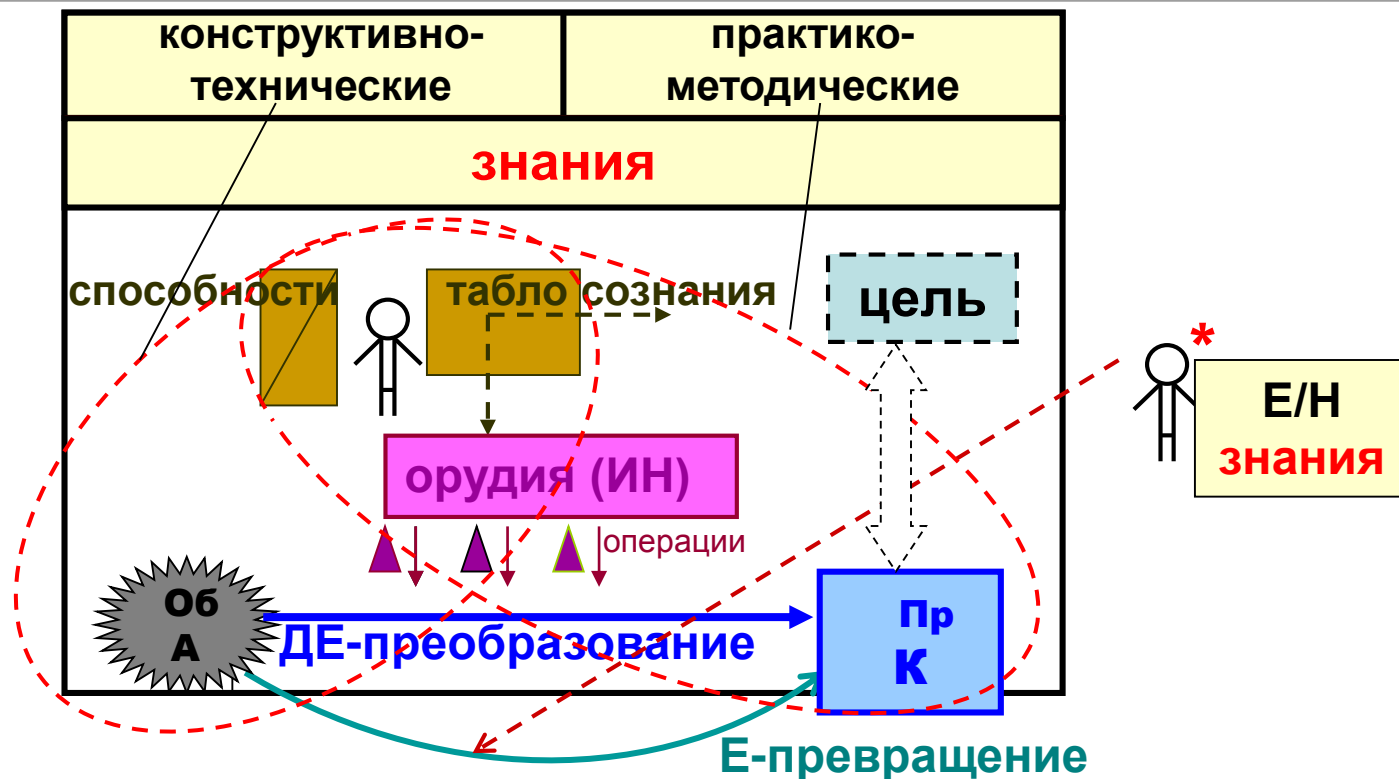 конструктивно-
технические
практико-
методические
знания
способности
табло сознания
цель
*
Е/Н
знания
орудия (ИН)
операции
Об
А
ДЕ-преобразование
Пр
К
Е-превращение